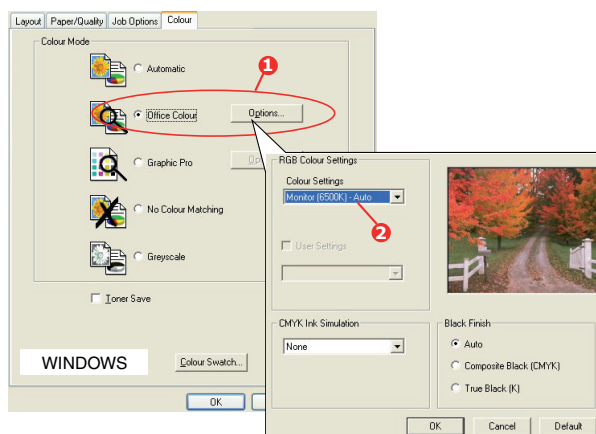 Layout Paper/Quality Job Options Colour
Colour Mode
Automatic
1
Office Colour
Options...
Graphic Pro
No Colour Matching
Greyscale
Toner Save
WINDOWS
Colour Swatch...
OK
RGB Colour Settings
Colour Settings
Monitor (6500K) - Auto
2
User Settings
CMYK Ink Simulation
None
Black Finish
Auto
Composite Black (CMYK)
True Black (K)
OK Cancel Default